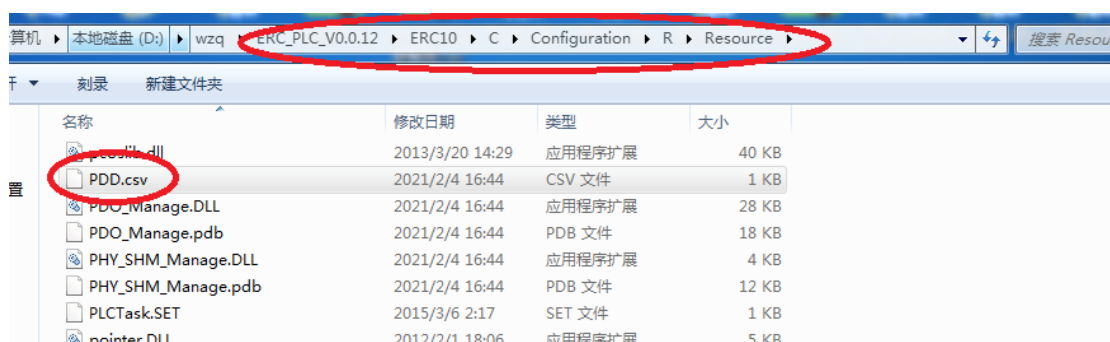 算机 ▸ 本地磁盘 (D:) ▸ wzq ▸ ERC_PLC_V0.0.12 ▸ ERC10 ▸ C ▸ Configuration ▸ R ▸ Resource ▸ 搜索 Resou
刻录 新建文件夹
名称 修改日期 类型 大小
2013/3/20 14:29 应用程序扩展 40 KB
置
PDD.csv 2021/2/4 16:44 CSV 文件 1 KB
PDO_Manage.DLL 2021/2/4 16:44 应用程序扩展 28 KB
PDO_Manage.pdb 2021/2/4 16:44 PDB 文件 18 KB
PHY_SHM_Manage.DLL 2021/2/4 16:44 应用程序扩展 4 KB
PHY_SHM_Manage.pdb 2021/2/4 16:44 PDB 文件 12 KB
PLCTask.SET 2015/3/6 2:17 SET 文件 1 KB
pointer.DLL 2012/2/1 18:06 应用程序扩展 5 KB